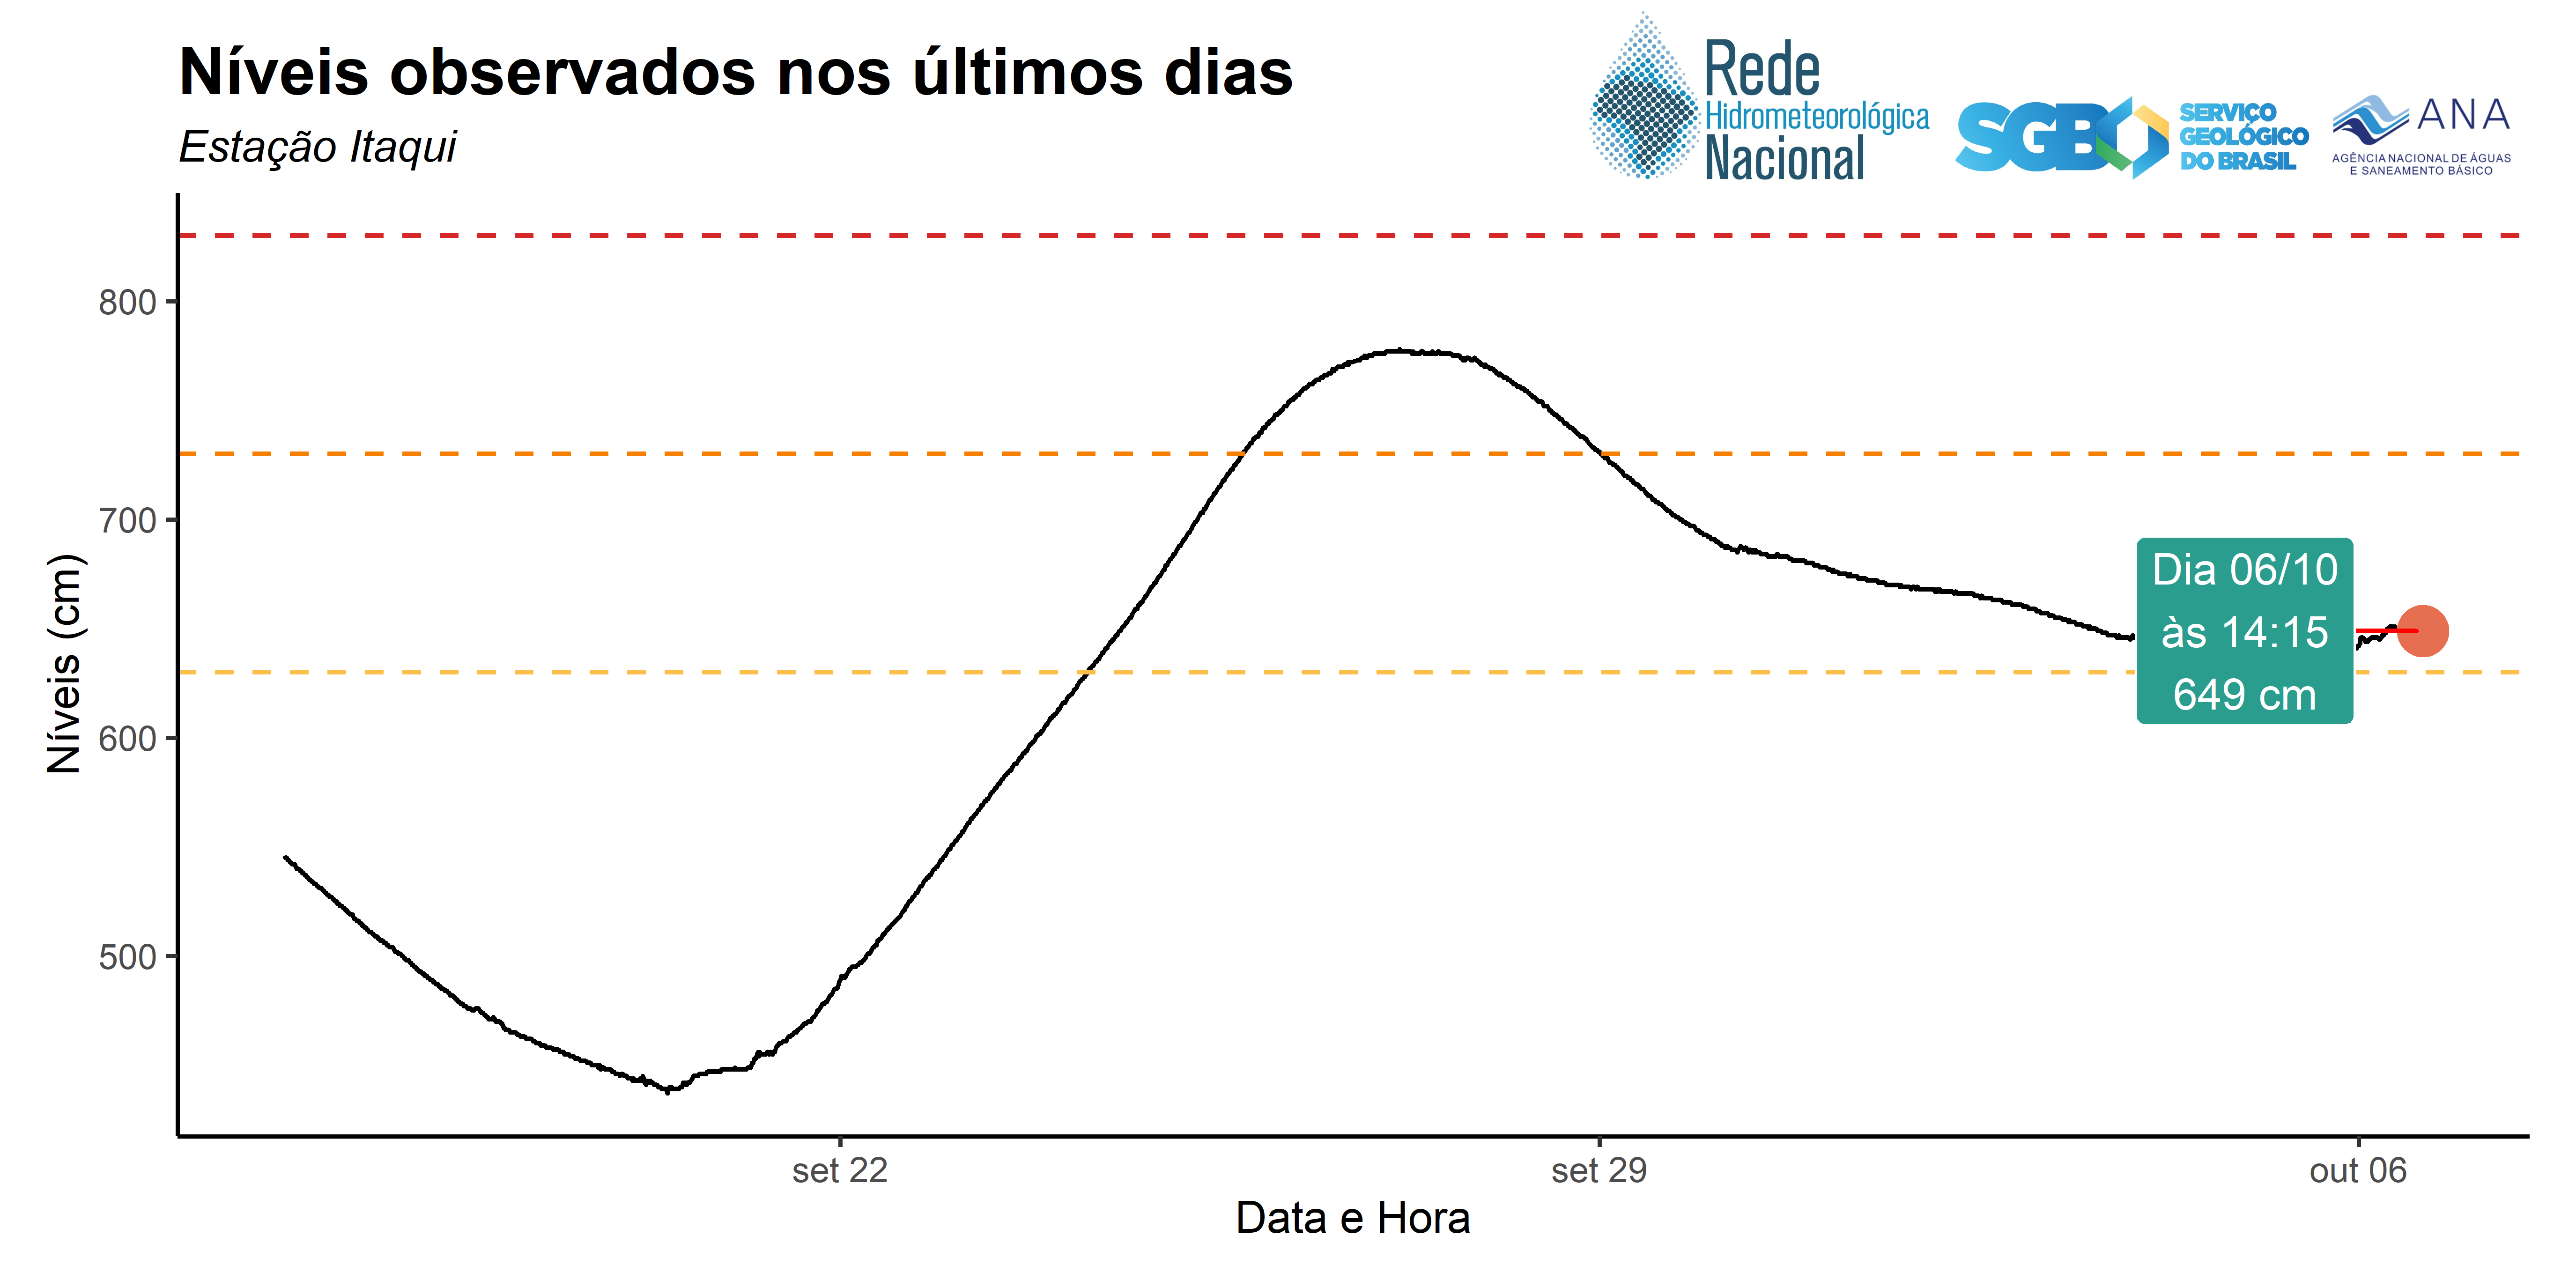 Níveis observados nos últimos dias
Estação Itaqui
Rede
Hidrometeorológica
Nacional
SGB
SERVIÇO
GEOLÓGICO
DO BRASIL
ANA
AGÊNCIA NACIONAL DE ÁGUAS
E SANEAMENTO BÁSICO
Níveis (cm)
800
700
600
500
Dia 06/10
às 14:15
649 cm
set 22
set 29
out 06
Data e Hora